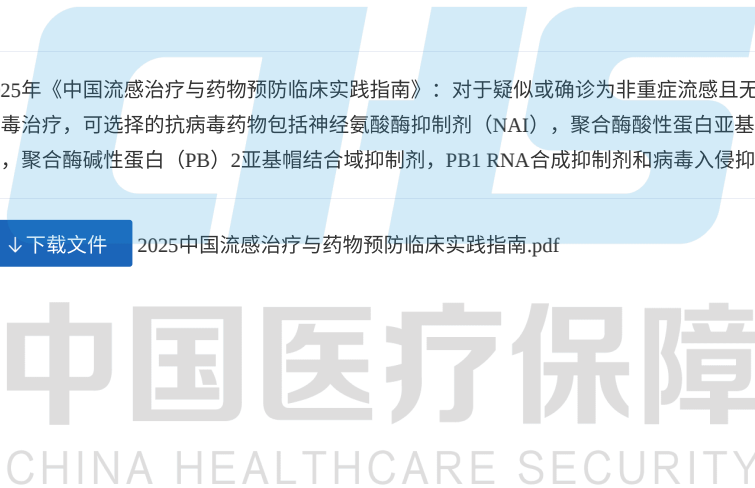 25年《中国流感治疗与药物预防临床实践指南》：对于疑似或确诊为非重症流感且无
毒治疗，可选择的抗病毒药物包括神经氨酸酶抑制剂（NAI），聚合酶酸性蛋白亚基
，聚合酶碱性蛋白（PB）2亚基帽结合域抑制剂，PB1 RNA合成抑制剂和病毒入侵抑
↓下载文件 2025中国流感治疗与药物预防临床实践指南.pdf
中国医疗保障
CHINA HEALTHCARE SECURITY